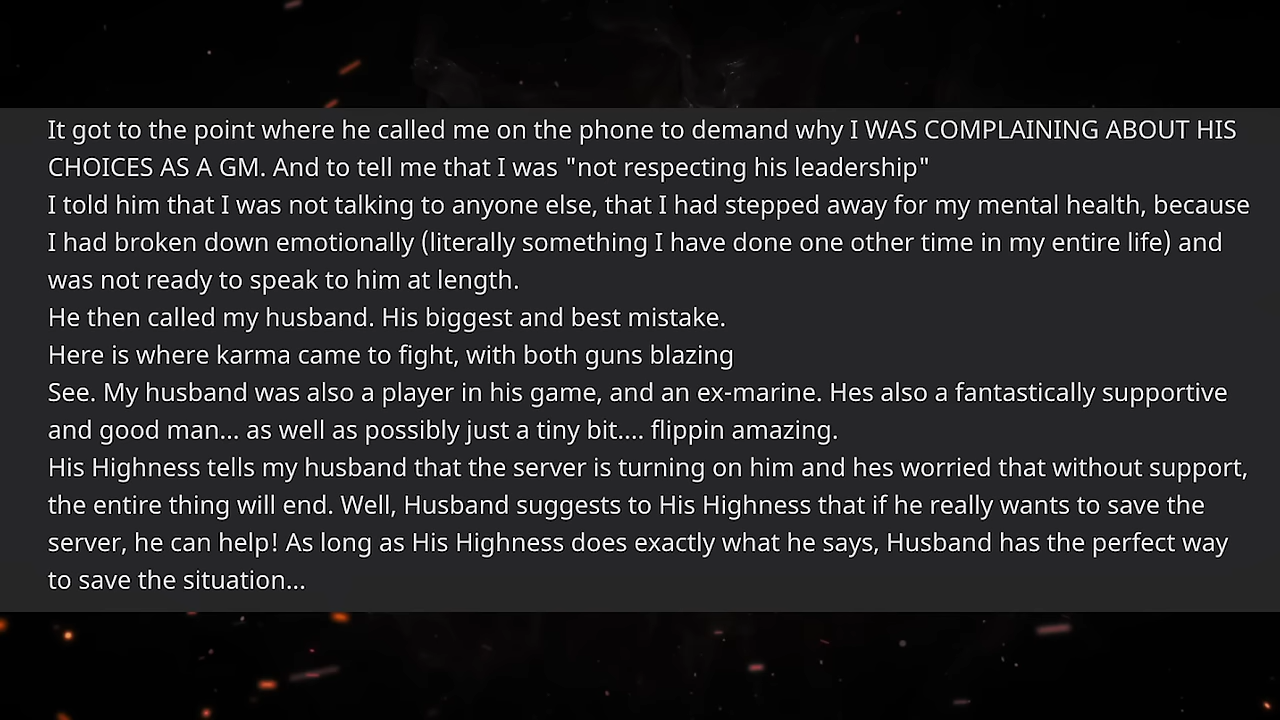 It got to the point where he called me on the phone to demand why I WAS COMPLAINING ABOUT HIS
CHOICES AS A GM. And to tell me that I was "not respecting his leadership"
I told him that I was not talking to anyone else, that I had stepped away for my mental health, because
I had broken down emotionally (literally something I have done one other time in my entire life) and
was not ready to speak to him at length.
He then called my husband. His biggest and best mistake.
Here is where karma came to fight, with both guns blazing
See. My husband was also a player in his game, and an ex-marine. Hes also a fantastically supportive
and good man... as well as possibly just a tiny bit.... flippin amazing.
His Highness tells my husband that the server is turning on him and hes worried that without support,
the entire thing will end. Well, Husband suggests to His Highness that if he really wants to save the
server, he can help! As long as His Highness does exactly what he says, Husband has the perfect way
to save the situation...